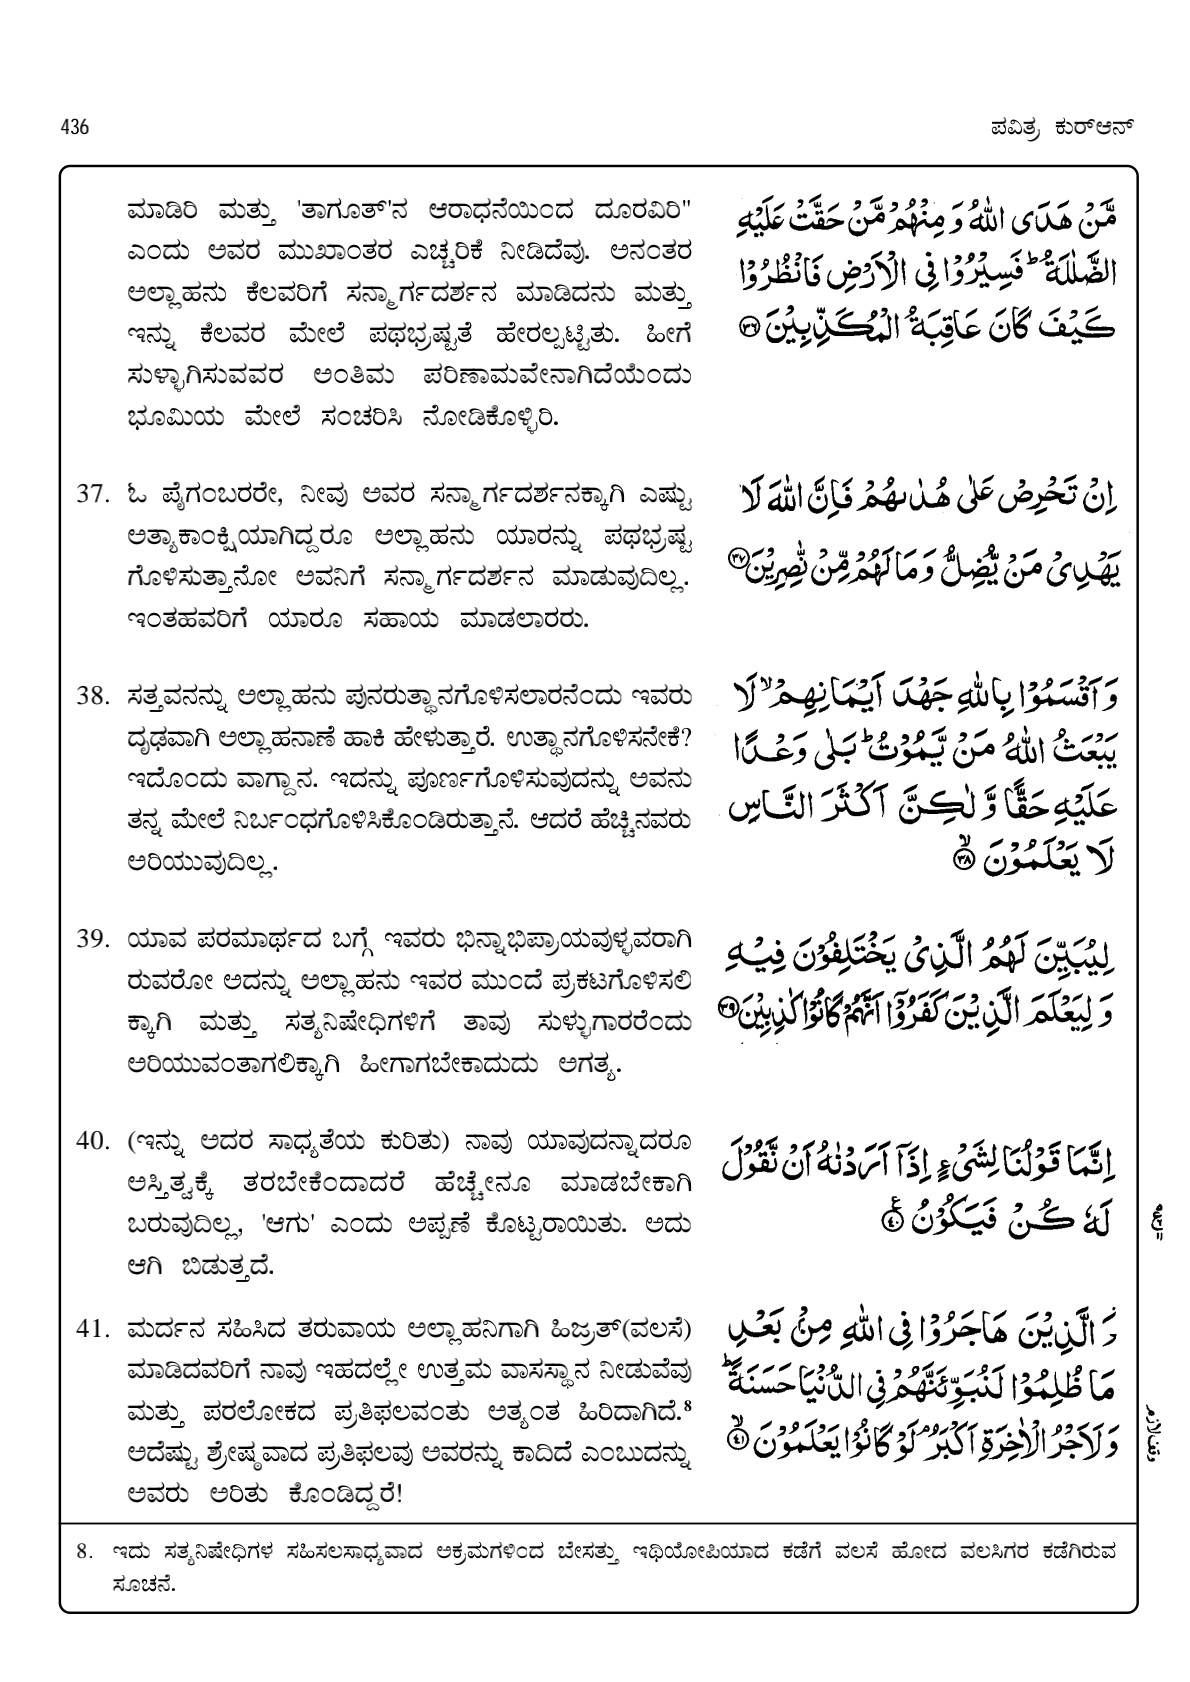 436
ಪವಿತ್ರ ಕುರ್‌ಆನ್
ಮಾಡಿರಿ ಮತ್ತು 'ತಾಗೂತ್'ನ ಆರಾಧನೆಯಿಂದ ದೂರವಿರಿ"
ಎಂದು ಅವರ ಮುಖಾಂತರ ಎಚ್ಚರಿಕೆ ನೀಡಿದೆವು. ಅನಂತರ
ಅಲ್ಲಾಹನು ಕೆಲವರಿಗೆ ಸನ್ಮಾರ್ಗದರ್ಶನ ಮಾಡಿದನು ಮತ್ತು
ಇನ್ನು ಕೆಲವರ ಮೇಲೆ ಪಥಭ್ರಷ್ಟತೆ ಹೇರಲ್ಪಟ್ಟಿತು. ಹೀಗೆ
ಸುಳ್ಳಾಗಿಸುವವರ ಅಂತಿಮ ಪರಿಣಾಮವೇನಾಗಿದೆಯೆಂದು
ಭೂಮಿಯ ಮೇಲೆ ಸಂಚರಿಸಿ ನೋಡಿಕೊಳ್ಳಿರಿ.
مَّنْ هَدَى اللّٰهُ وَ مِنْهُمْ مَّنْ حَقَّتْ عَلَيْهِ
الضَّلٰلَةُ ؕ فَسِيْرُوْا فِى الْاَرْضِ فَانْظُرُوْا
كَيْفَ كَانَ عَاقِبَةُ الْمُكَذِّبِيْنَ ۝۳۶
37. ಓ ಪೈಗಂಬರರೇ, ನೀವು ಅವರ ಸನ್ಮಾರ್ಗದರ್ಶನಕ್ಕಾಗಿ ಎಷ್ಟು
ಅತ್ಯಾಕಾಂಕ್ಷಿಯಾಗಿದ್ದರೂ ಅಲ್ಲಾಹನು ಯಾರನ್ನು ಪಥಭ್ರಷ್ಟ
ಗೊಳಿಸುತ್ತಾನೋ ಅವನಿಗೆ ಸನ್ಮಾರ್ಗದರ್ಶನ ಮಾಡುವುದಿಲ್ಲ.
ಇಂತಹವರಿಗೆ ಯಾರೂ ಸಹಾಯ ಮಾಡಲಾರರು.
اِنْ تَحْرِصْ عَلٰى هُدٰىهُمْ فَاِنَّ اللّٰهَ لَا
يَهْدِىْ مَنْ يُّضِلُّ وَ مَا لَهُمْ مِّنْ نّٰصِرِيْنَ ۝۳۷
38. ಸತ್ತವನನ್ನು ಅಲ್ಲಾಹನು ಪುನರುತ್ಥಾನಗೊಳಿಸಲಾರನೆಂದು ಇವರು
ದೃಢವಾಗಿ ಅಲ್ಲಾಹನಾಣೆ ಹಾಕಿ ಹೇಳುತ್ತಾರೆ. ಉತ್ಥಾನಗೊಳಿಸನೇಕೆ?
ಇದೊಂದು ವಾಗ್ದಾನ. ಇದನ್ನು ಪೂರ್ಣಗೊಳಿಸುವುದನ್ನು ಅವನು
ತನ್ನ ಮೇಲೆ ನಿರ್ಬಂಧಗೊಳಿಸಿಕೊಂಡಿರುತ್ತಾನೆ. ಆದರೆ ಹೆಚ್ಚಿನವರು
ಅರಿಯುವುದಿಲ್ಲ.
وَ اَقْسَمُوْا بِاللّٰهِ جَهْدَ اَيْمَانِهِمْ ۙ لَا
يَبْعَثُ اللّٰهُ مَنْ يَّمُوْتُ ؕ بَلٰى وَعْدًا
عَلَيْهِ حَقًّا وَّ لٰكِنَّ اَكْثَرَ النَّاسِ
لَا يَعْلَمُوْنَ ۙ۝۳۸
39. ಯಾವ ಪರಮಾರ್ಥದ ಬಗ್ಗೆ ಇವರು ಭಿನ್ನಾಭಿಪ್ರಾಯವುಳ್ಳವರಾಗಿ
ರುವರೋ ಅದನ್ನು ಅಲ್ಲಾಹನು ಇವರ ಮುಂದೆ ಪ್ರಕಟಗೊಳಿಸಲಿ
ಕ್ಕಾಗಿ ಮತ್ತು ಸತ್ಯನಿಷೇಧಿಗಳಿಗೆ ತಾವು ಸುಳ್ಳುಗಾರರೆಂದು
ಅರಿಯುವಂತಾಗಲಿಕ್ಕಾಗಿ ಹೀಗಾಗಬೇಕಾದುದು ಅಗತ್ಯ.
لِيُبَيِّنَ لَهُمُ الَّذِىْ يَخْتَلِفُوْنَ فِيْهِ
وَ لِيَعْلَمَ الَّذِيْنَ كَفَرُوْۤا اَنَّهُمْ كَانُوْا كٰذِبِيْنَ ۝۳۹
40. (ಇನ್ನು ಅದರ ಸಾಧ್ಯತೆಯ ಕುರಿತು) ನಾವು ಯಾವುದನ್ನಾದರೂ
ಅಸ್ತಿತ್ವಕ್ಕೆ ತರಬೇಕೆಂದಾದರೆ ಹೆಚ್ಚೇನೂ ಮಾಡಬೇಕಾಗಿ
ಬರುವುದಿಲ್ಲ, 'ಆಗು' ಎಂದು ಅಪ್ಪಣೆ ಕೊಟ್ಟರಾಯಿತು. ಅದು
ಆಗಿ ಬಿಡುತ್ತದೆ.
اِنَّمَا قَوْلُنَا لِشَىْءٍ اِذَاۤ اَرَدْنٰهُ اَنْ نَّقُوْلَ
لَهٗ كُنْ فَيَكُوْنُ ۝۴۰ع
41. ಮರ್ದನ ಸಹಿಸಿದ ತರುವಾಯ ಅಲ್ಲಾಹನಿಗಾಗಿ ಹಿಜ್ರತ್(ವಲಸೆ)
ಮಾಡಿದವರಿಗೆ ನಾವು ಇಹದಲ್ಲೇ ಉತ್ತಮ ವಾಸಸ್ಥಾನ ನೀಡುವೆವು
ಮತ್ತು ಪರಲೋಕದ ಪ್ರತಿಫಲವಂತು ಅತ್ಯಂತ ಹಿರಿದಾಗಿದೆ.⁸
ಅದೆಷ್ಟು ಶ್ರೇಷ್ಠವಾದ ಪ್ರತಿಫಲವು ಅವರನ್ನು ಕಾದಿದೆ ಎಂಬುದನ್ನು
ಅವರು ಅರಿತು ಕೊಂಡಿದ್ದರೆ!
وَ الَّذِيْنَ هَاجَرُوْا فِى اللّٰهِ مِنْۢ بَعْدِ
مَا ظُلِمُوْا لَنُبَوِّئَنَّهُمْ فِى الدُّنْيَا حَسَنَةً ؕ
وَ لَاَجْرُ الْاٰخِرَةِ اَكْبَرُ ۘ لَوْ كَانُوْا يَعْلَمُوْنَ ۙ۝۴۱
وقف لازم
8. ಇದು ಸತ್ಯನಿಷೇಧಿಗಳ ಸಹಿಸಲಸಾಧ್ಯವಾದ ಅಕ್ರಮಗಳಿಂದ ಬೇಸತ್ತು ಇಥಿಯೋಪಿಯಾದ ಕಡೆಗೆ ವಲಸೆ ಹೋದ ವಲಸಿಗರ ಕಡೆಗಿರುವ
ಸೂಚನೆ.